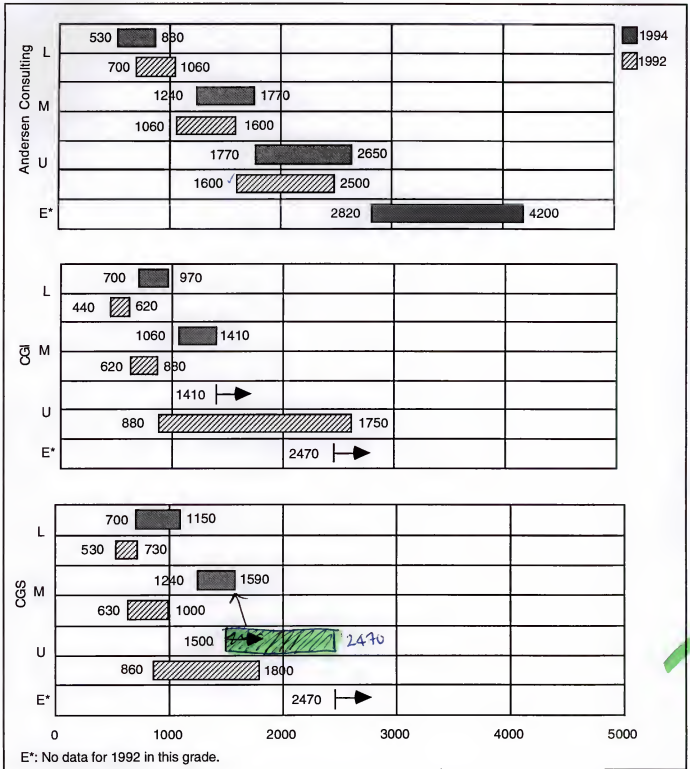 1994
1992
Andersen Consulting
L
530 880
700 1060
M
1240 1770
1060 1600
U
1770 2650
1600 2500
E*
2820 4200
CGI
L
700 970
440 620
M
1060 1410
620 880
U
1410
880 1750
E*
2470
CGS
L
700 1150
530 730
M
1240 1590
630 1000
U
1500 2470
860 1800
E*
2470
0 1000 2000 3000 4000 5000
E*: No data for 1992 in this grade.